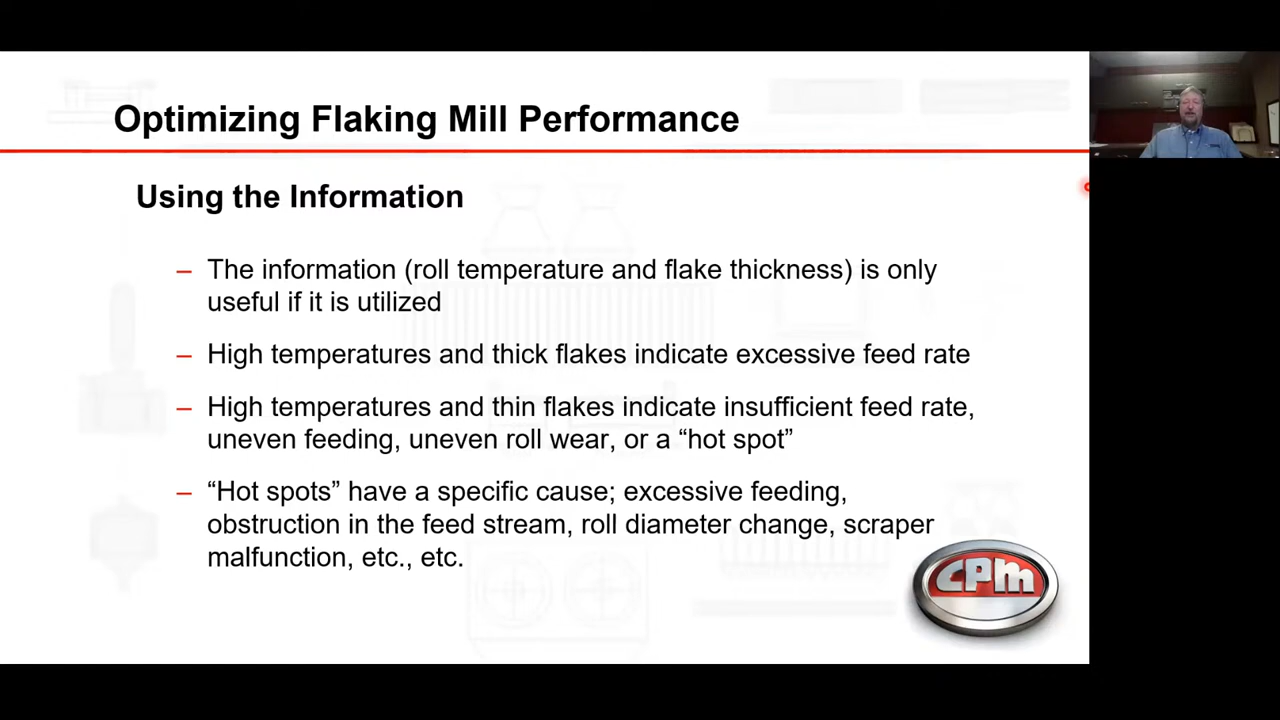 Optimizing Flaking Mill Performance
Using the Information
– The information (roll temperature and flake thickness) is only
useful if it is utilized
– High temperatures and thick flakes indicate excessive feed rate
– High temperatures and thin flakes indicate insufficient feed rate,
uneven feeding, uneven roll wear, or a “hot spot”
– “Hot spots” have a specific cause; excessive feeding,
obstruction in the feed stream, roll diameter change, scraper
malfunction, etc., etc.
CPM